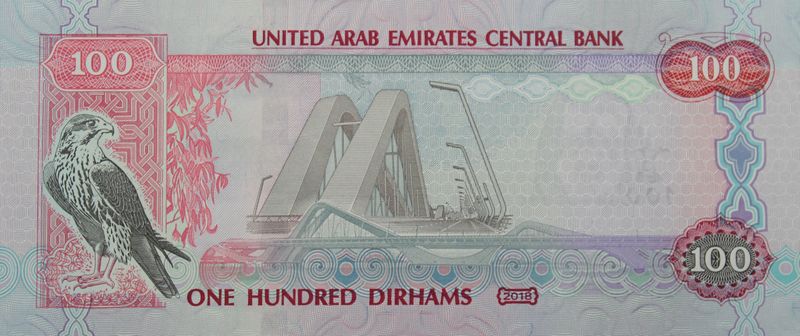 UNITED ARAB EMIRATES CENTRAL BANK
100
100
100
ONE HUNDRED DIRHAMS
2018